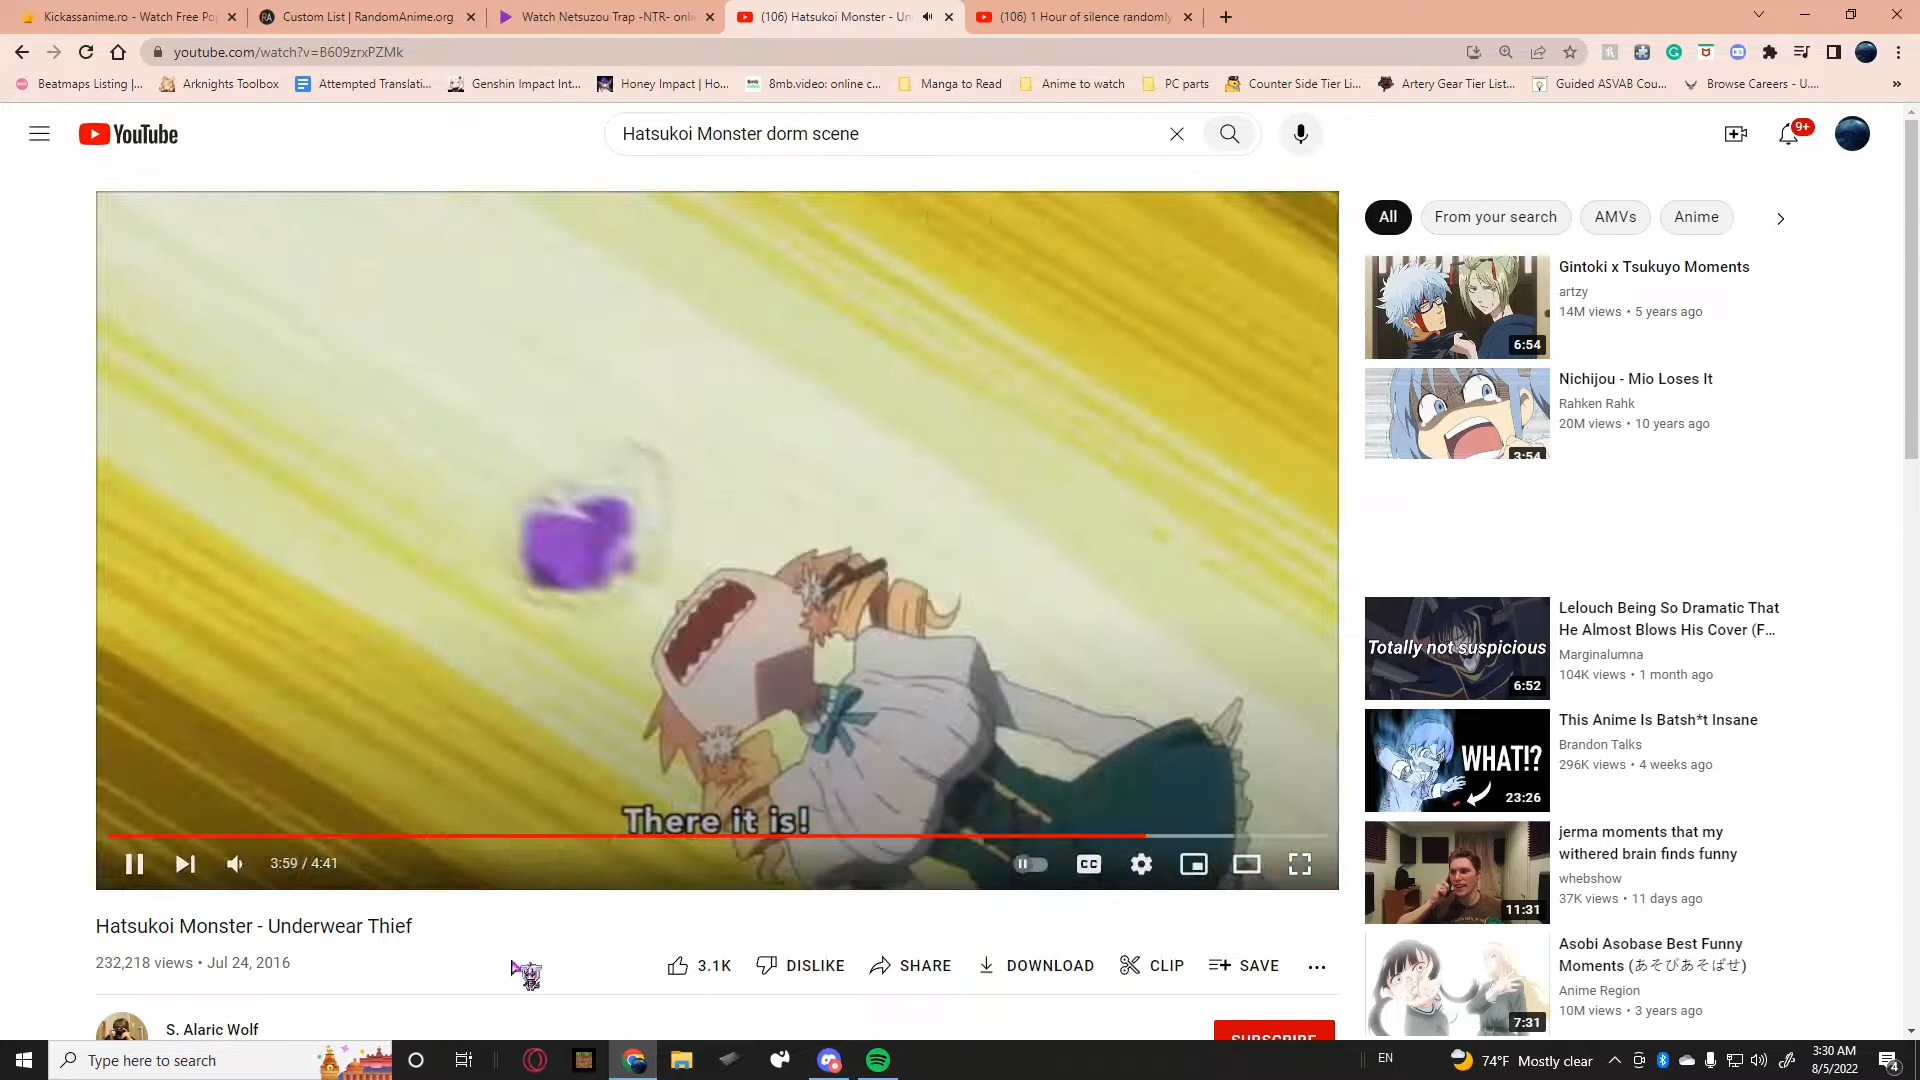 Kickassanime.ro - Watch Free Po
Custom List | RandomAnime.org
Watch Netsuzou Trap -NTR- onli
(106) Hatsukoi Monster - Un
(106) 1 Hour of silence randomly
youtube.com/watch?v=B609zrxPZMk
Beatmaps Listing |...
Arknights Toolbox
Attempted Translati...
Genshin Impact Int...
Honey Impact | Ho...
8mb.video: online c...
Manga to Read
Anime to watch
PC parts
Counter Side Tier Li...
Artery Gear Tier List...
Guided ASVAB Cou...
Browse Careers - U....
YouTube
Hatsukoi Monster dorm scene
9+
There it is!
3:59 / 4:41
CC
Hatsukoi Monster - Underwear Thief
232,218 views • Jul 24, 2016
3.1K
DISLIKE
SHARE
DOWNLOAD
CLIP
SAVE
S. Alaric Wolf
SUBSCRIBE
All
From your search
AMVs
Anime
6:54
Gintoki x Tsukuyo Moments
artzy
14M views • 5 years ago
3:54
Nichijou - Mio Loses It
Rahken Rahk
20M views • 10 years ago
Totally not suspicious
6:52
Lelouch Being So Dramatic That
He Almost Blows His Cover (F...
Marginalumna
104K views • 1 month ago
WHAT!?
23:26
This Anime Is Batsh*t Insane
Brandon Talks
296K views • 4 weeks ago
11:31
jerma moments that my
withered brain finds funny
whebshow
37K views • 11 days ago
7:31
Asobi Asobase Best Funny
Moments (あそびあそばせ)
Anime Region
10M views • 3 years ago
Type here to search
EN
74°F Mostly clear
3:30 AM
8/5/2022
4